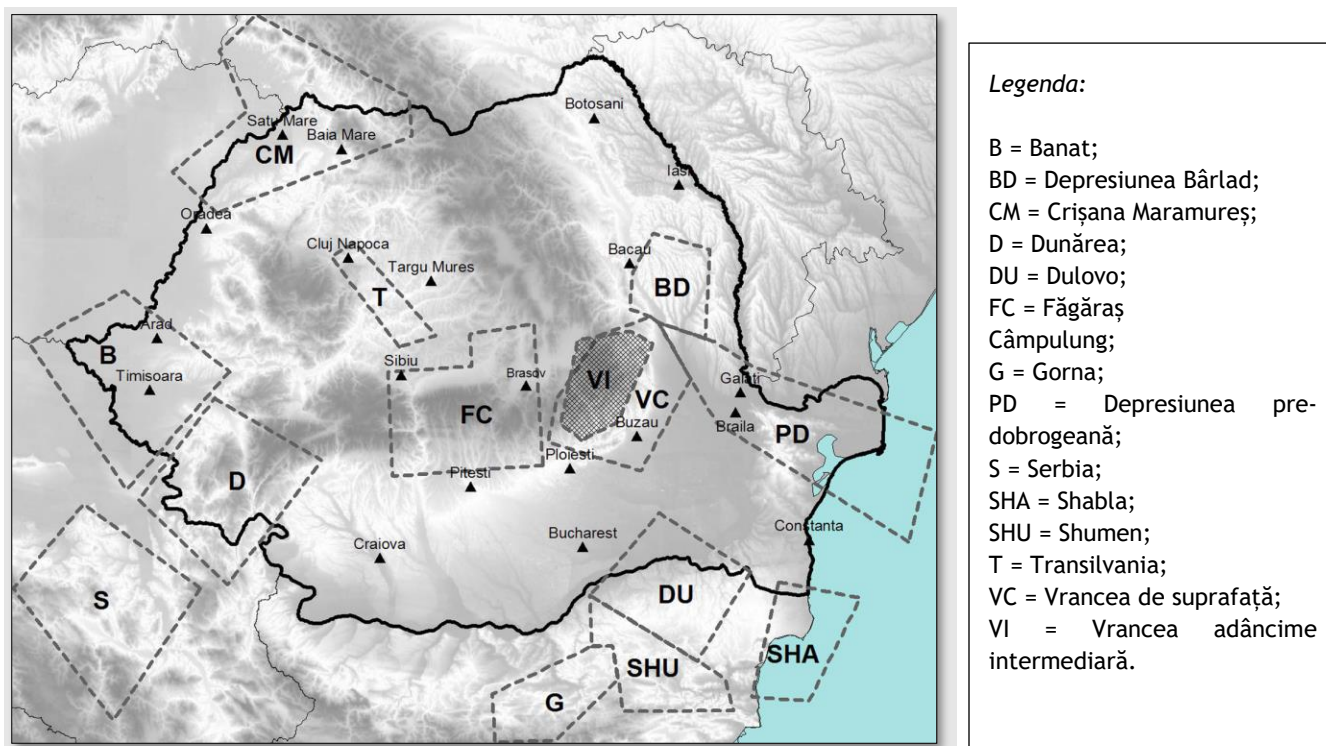 Botosani
Satu Mare
Baia Mare
CM
Iasi
Oradea
Cluj Napoca
Bacau
Targu Mures
BD
T
Arad
B
Timisoara
Sibiu
Brasov
VI
VC
Galati
FC
Braila
PD
Buzau
Ploiesti
Pitesti
D
Constanta
Bucharest
Craiova
S
DU
SHU
SHA
G
Legenda:
B = Banat;
BD = Depresiunea Bârlad;
CM = Crișana Maramureș;
D = Dunărea;
DU = Dulovo;
FC = Făgăraș
Câmpulung;
G = Gorna;
PD = Depresiunea pre-
dobrogeană;
S = Serbia;
SHA = Shabla;
SHU = Shumen;
T = Transilvania;
VC = Vrancea de suprafață;
VI = Vrancea adâncime
intermediară.